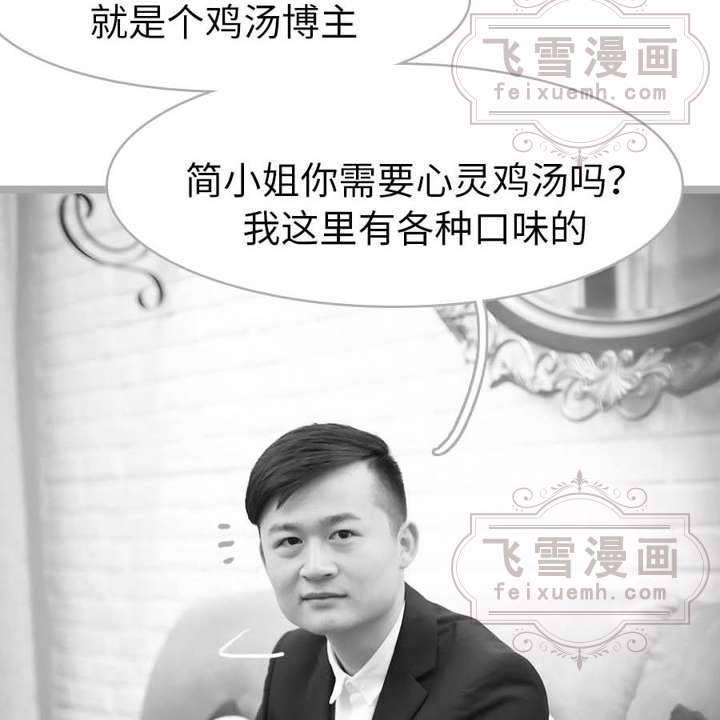 就是个鸡汤博主
飞雪漫画
feixuemh.com
简小姐你需要心灵鸡汤吗？
我这里有各种口味的
飞雪漫画
feixuemh.com